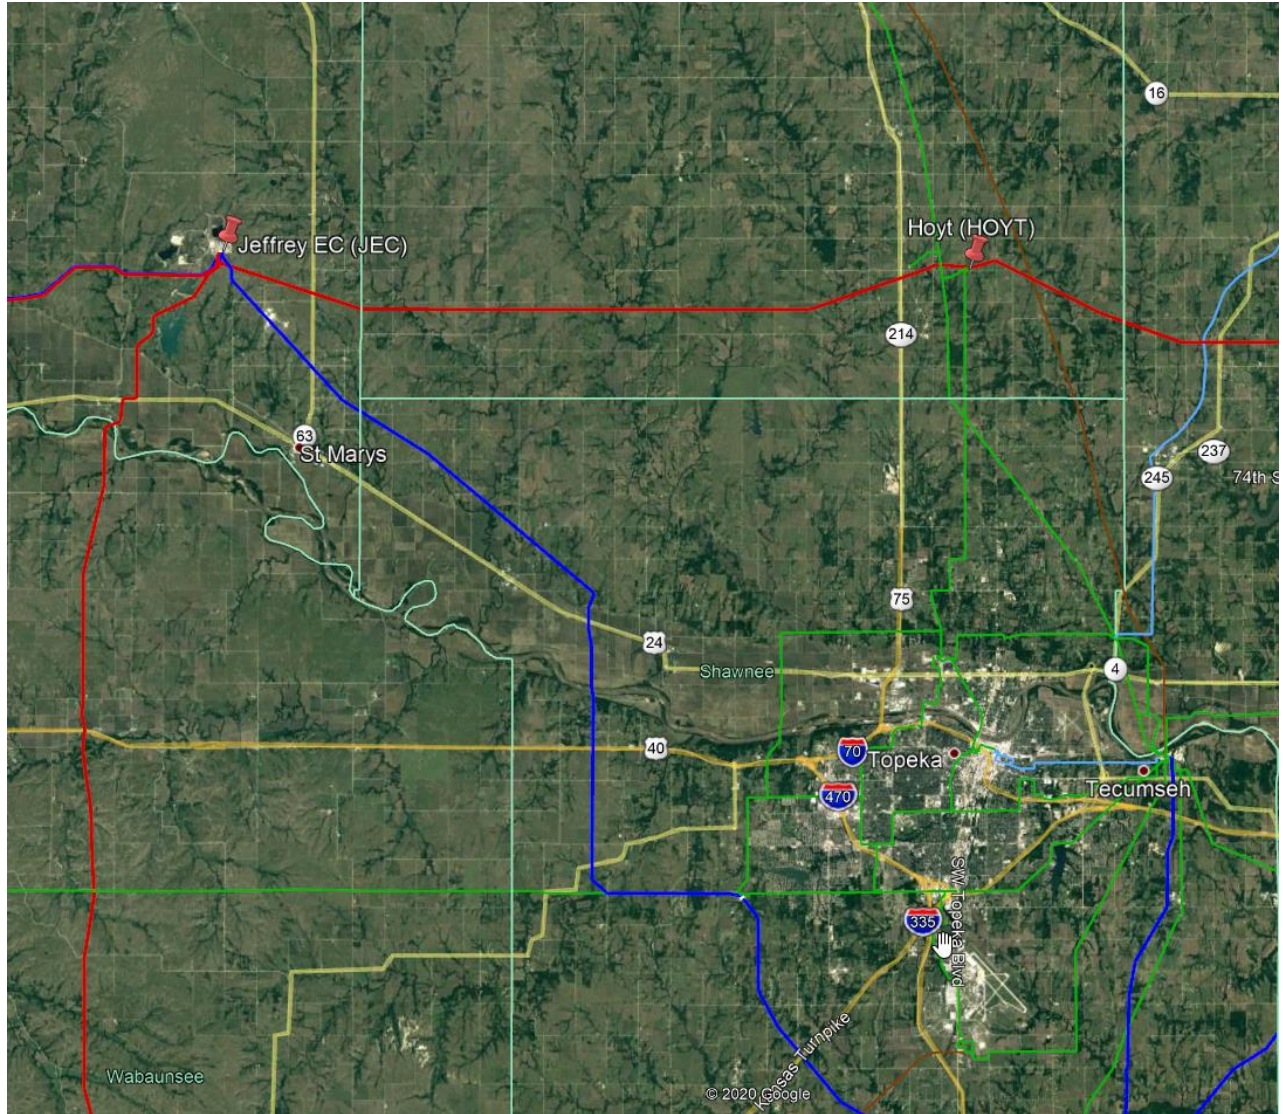 16
Jeffrey EC (JEC)
Hoyt (HOYT)
214
63
St Marys
237
245
74th S
75
24
Shawnee
4
40
70
Topeka
470
Tecumseh
SW Topeka Blvd
335
Kansas Turnpike
Wabaunsee
© 2020 Google